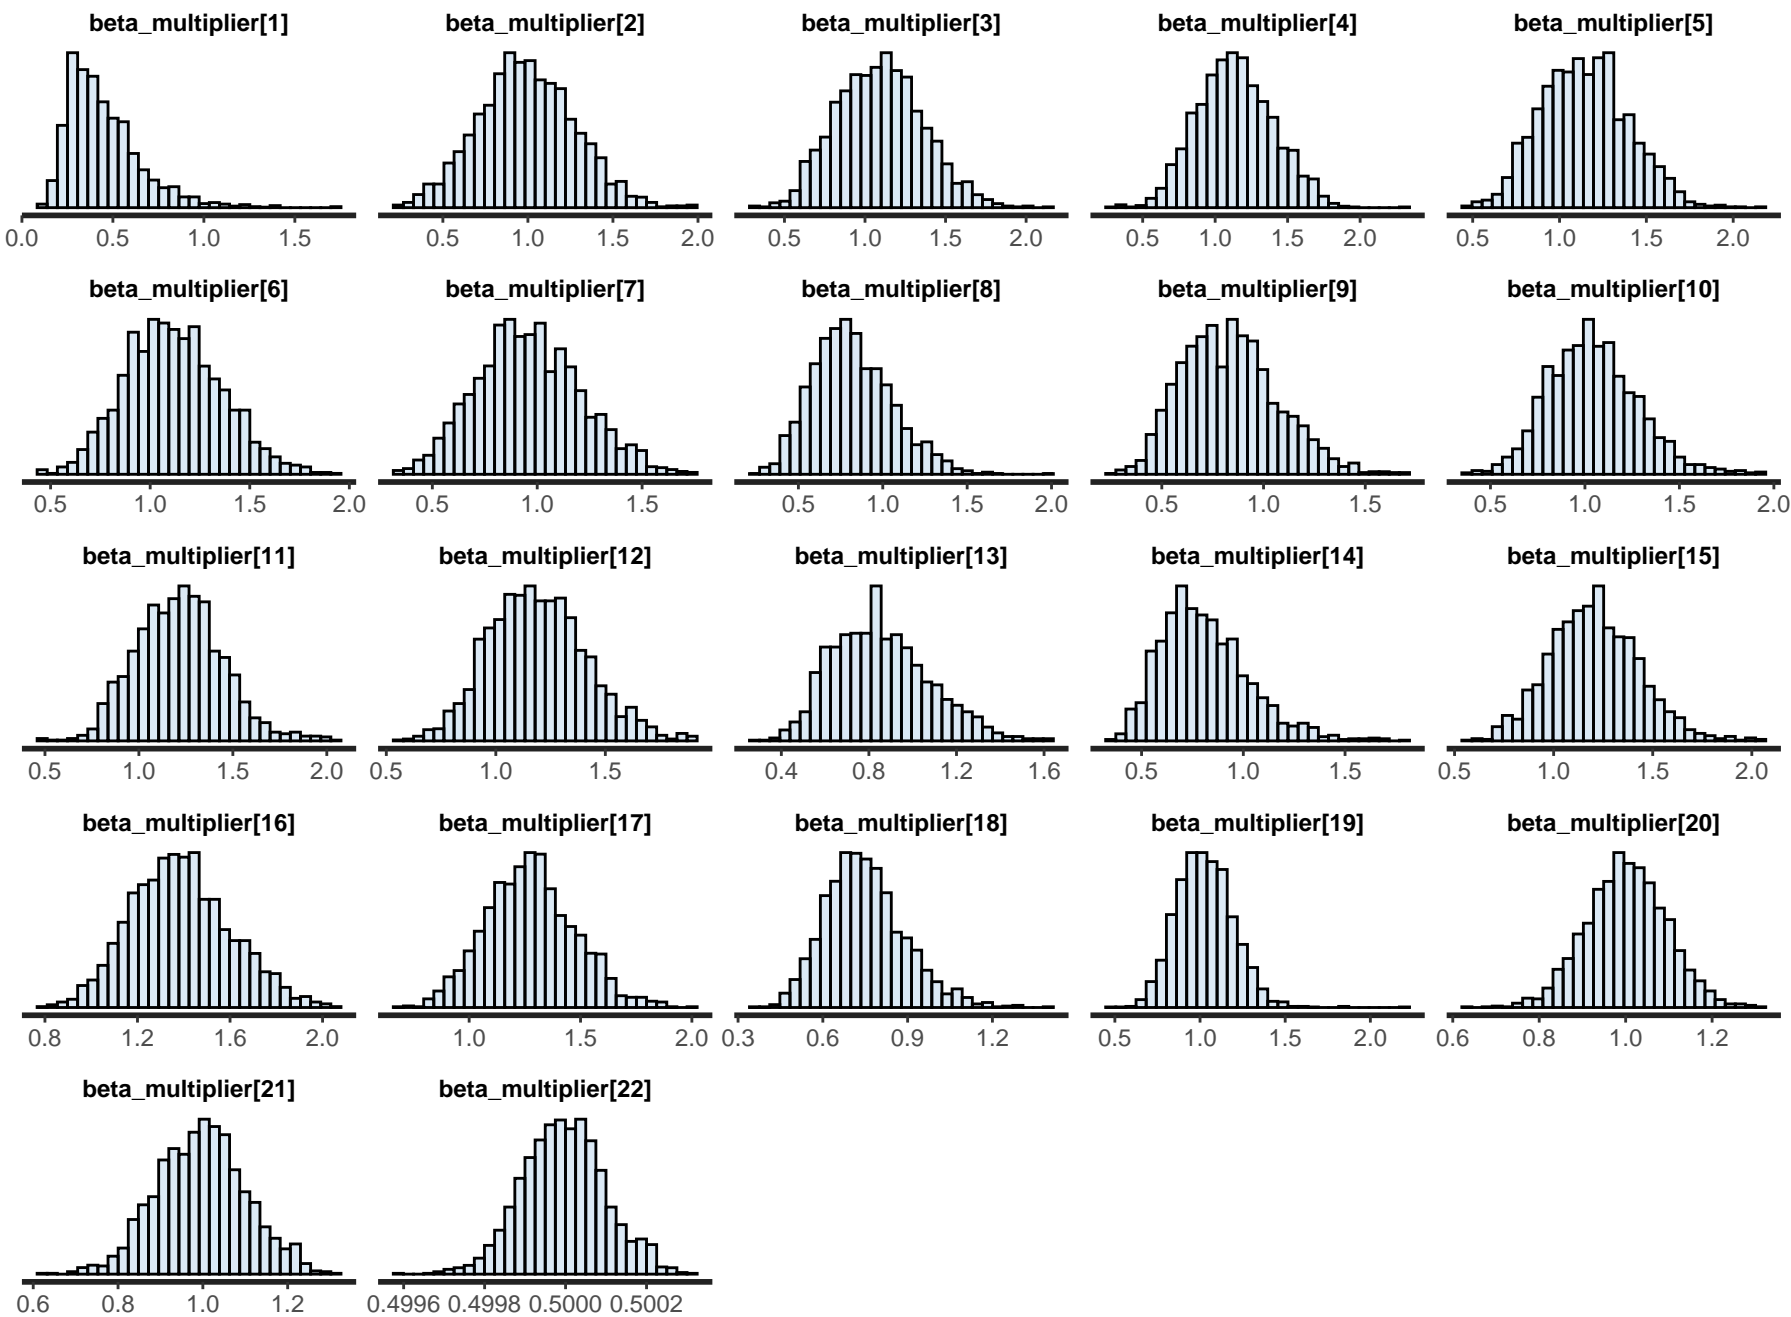 beta_multiplier[1] beta_multiplier[2] beta_multiplier[3] beta_multiplier[4] beta_multiplier[5]
0.0 0.5 1.0 1.5 0.5 1.0 1.5 2.0 0.5 1.0 1.5 2.0 0.5 1.0 1.5 2.0 0.5 1.0 1.5 2.0
beta_multiplier[6] beta_multiplier[7] beta_multiplier[8] beta_multiplier[9] beta_multiplier[10]
0.5 1.0 1.5 2.0 0.5 1.0 1.5 0.5 1.0 1.5 2.0 0.5 1.0 1.5 0.5 1.0 1.5 2.0
beta_multiplier[11] beta_multiplier[12] beta_multiplier[13] beta_multiplier[14] beta_multiplier[15]
0.5 1.0 1.5 2.0 0.5 1.0 1.5 0.4 0.8 1.2 1.6 0.5 1.0 1.5 0.5 1.0 1.5 2.0
beta_multiplier[16] beta_multiplier[17] beta_multiplier[18] beta_multiplier[19] beta_multiplier[20]
0.8 1.2 1.6 2.0 1.0 1.5 2.0 0.3 0.6 0.9 1.2 0.5 1.0 1.5 2.0 0.6 0.8 1.0 1.2
beta_multiplier[21] beta_multiplier[22]
0.6 0.8 1.0 1.2 0.4996 0.4998 0.5000 0.5002